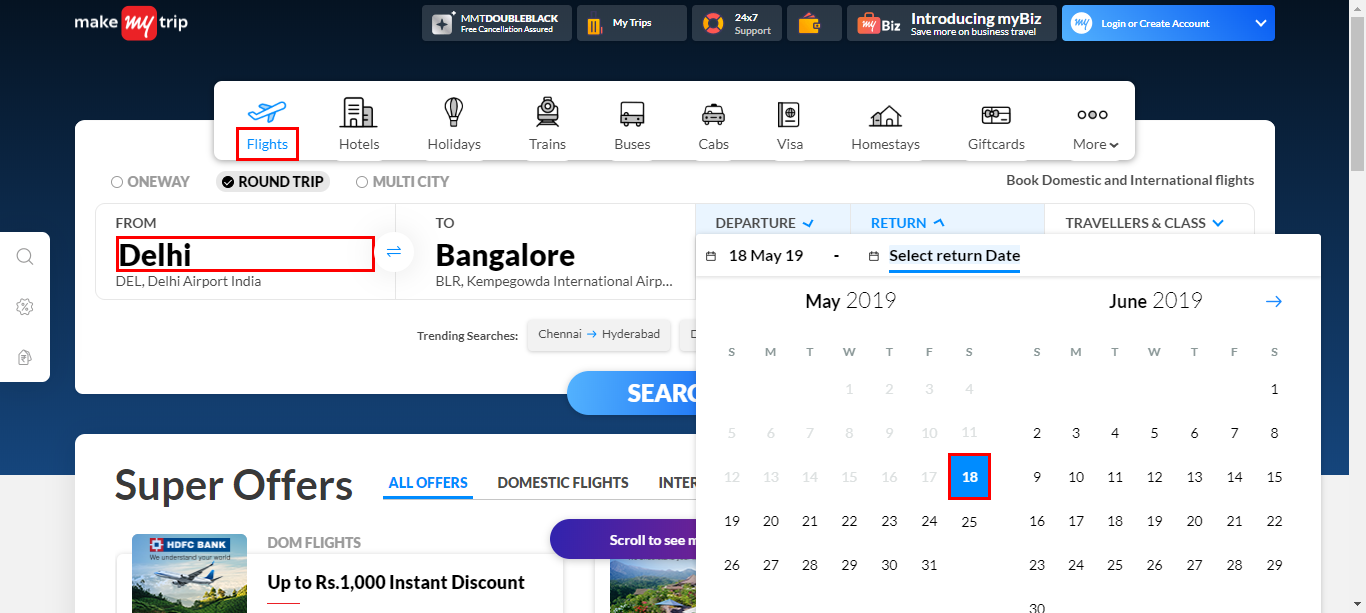 make my trip
MMTDOUBLEBLACK
Free Cancellation Assured
My Trips
24x7
Support
my Biz
Introducing myBiz
Save more on business travel
my
Login or Create Account
Flights
Hotels
Holidays
Trains
Buses
Cabs
Visa
Homestays
Giftcards
More
ONEWAY
ROUND TRIP
MULTI CITY
Book Domestic and International flights
FROM
Delhi
DEL, Delhi Airport India
TO
Bangalore
BLR, Kempegowda International Airp...
DEPARTURE
RETURN
TRAVELLERS & CLASS
18 May 19 - Select return Date
Trending Searches:
Chennai → Hyderabad
D
SEARC
May 2019
S M T W T F S
1 2 3 4
5 6 7 8 9 10 11
12 13 14 15 16 17 18
19 20 21 22 23 24 25
26 27 28 29 30 31
June 2019
S M T W T F S
1
2 3 4 5 6 7 8
9 10 11 12 13 14 15
16 17 18 19 20 21 22
23 24 25 26 27 28 29
30
Super Offers
ALL OFFERS
DOMESTIC FLIGHTS
INTER
Scroll to see m
HDFC BANK
We understand your world
DOM FLIGHTS
Up to Rs.1,000 Instant Discount